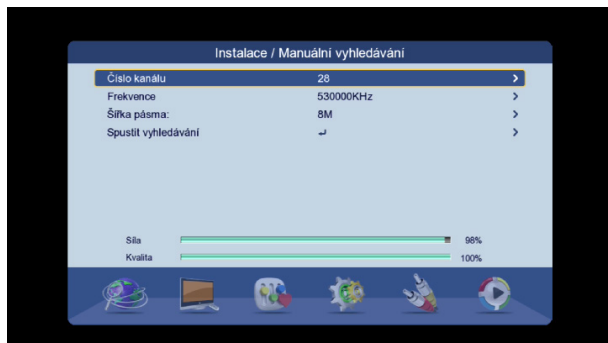 Instalace / Manuální vyhledávání
Číslo kanálu 28
Frekvence 530000KHz
Šířka pásma: 8M
Spustit vyhledávání
Síla 98%
Kvalita 100%